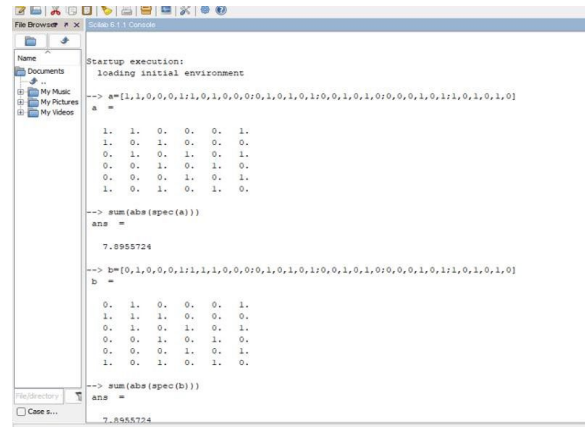 File Browser
Scilab 6.1.1 Console
Name
Documents
..
My Music
My Pictures
My Videos
File/directory
Case s...
Startup execution:
loading initial environment
--> a=[1,1,0,0,0,1;1,0,1,0,0,0;0,1,0,1,0,1;0,0,1,0,1,0;0,0,0,1,0,1;1,0,1,0,1,0]
a =
1. 1. 0. 0. 0. 1.
1. 0. 1. 0. 0. 0.
0. 1. 0. 1. 0. 1.
0. 0. 1. 0. 1. 0.
0. 0. 0. 1. 0. 1.
1. 0. 1. 0. 1. 0.
--> sum(abs(spec(a)))
ans =
7.8955724
--> b=[0,1,0,0,0,1;1,1,1,0,0,0;0,1,0,1,0,1;0,0,1,0,1,0;0,0,0,1,0,1;1,0,1,0,1,0]
b =
0. 1. 0. 0. 0. 1.
1. 1. 1. 0. 0. 0.
0. 1. 0. 1. 0. 1.
0. 0. 1. 0. 1. 0.
0. 0. 0. 1. 0. 1.
1. 0. 1. 0. 1. 0.
--> sum(abs(spec(b)))
ans =
7.8955724